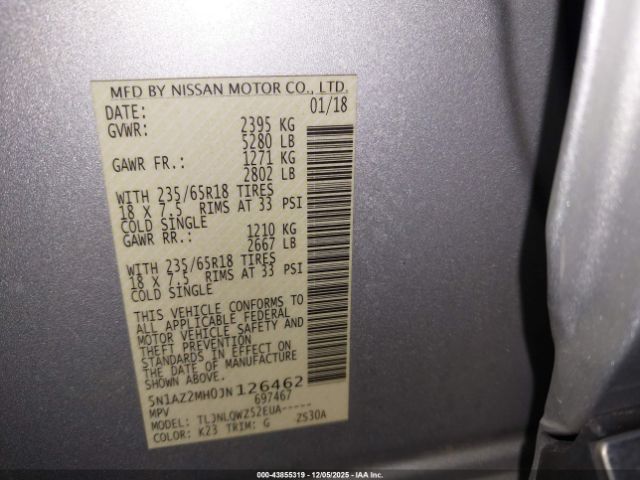 MFD BY NISSAN MOTOR CO., LTD.
DATE: 01/18
GVWR: 2395 KG
5280 LB
GAWR FR.: 1271 KG
2802 LB
WITH 235/65R18 TIRES
18 X 7.5 RIMS AT 33 PSI
COLD SINGLE
GAWR RR.: 1210 KG
2667 LB
WITH 235/65R18 TIRES
18 X 7.5 RIMS AT 33 PSI
COLD SINGLE
THIS VEHICLE CONFORMS TO
ALL APPLICABLE FEDERAL
MOTOR VEHICLE SAFETY AND
THEFT PREVENTION
STANDARDS IN EFFECT ON
THE DATE OF MANUFACTURE
SHOWN ABOVE.
5N1AZ2MH0JN126462
MPV 697467
MODEL: TLJNLQWZ52EUA-----
COLOR: K23 TRIM: G ZS30A
000-43855319 | 12/05/2025 - IAA Inc.